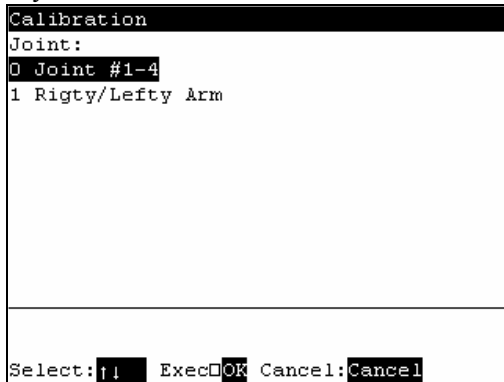 Calibration
Joint:
0 Joint #1-4
1 Rigty/Lefty Arm
Select:↑↓ Exec□OK Cancel:Cancel